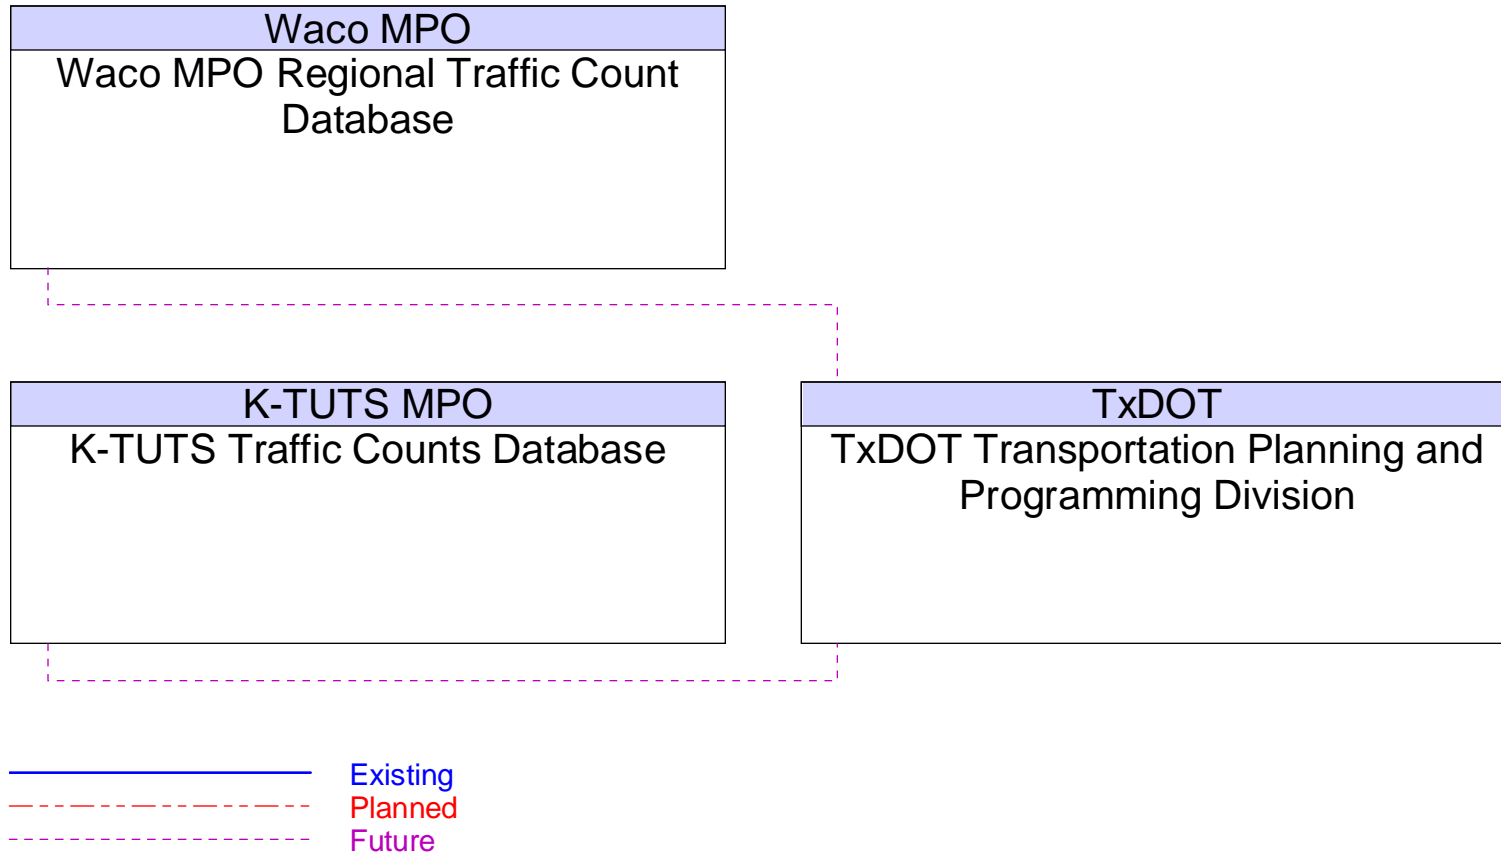 Waco MPO
Waco MPO Regional Traffic Count
Database
K-TUTS MPO
K-TUTS Traffic Counts Database
TxDOT
TxDOT Transportation Planning and
Programming Division
Existing
Planned
Future